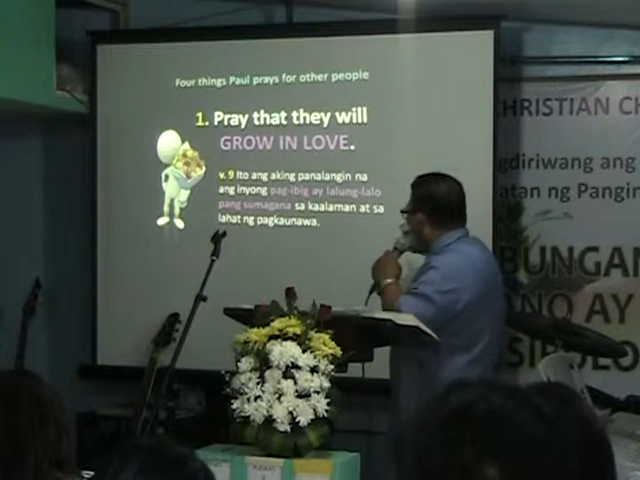 Four things Paul prays for other people
1. Pray that they will
GROW IN LOVE.
v. 9 Ito ang aking panalangin na
ang inyong pag-ibig ay lalung-lalo
pang sumagana sa kaalaman at sa
lahat ng pagkaunawa.
HRISTIAN CH
gdiriwang ang
atan ng Pangin
BUNGAN
ANO AY